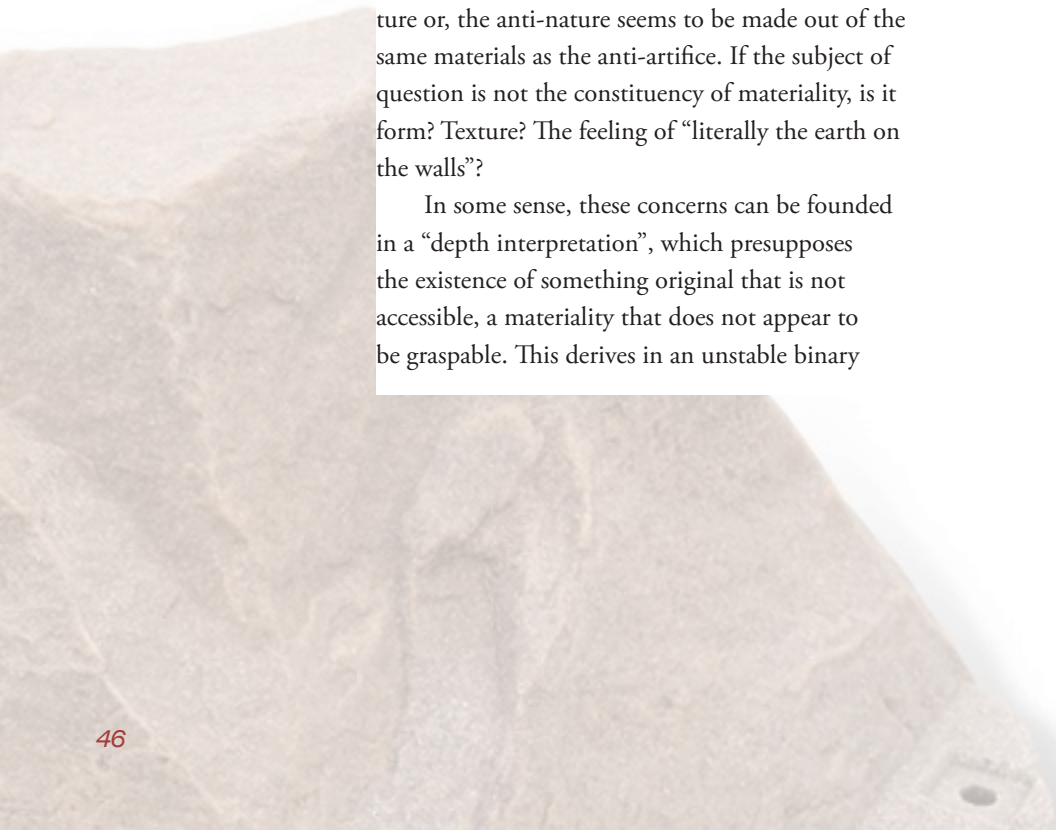 ture or, the anti-nature seems to be made out of the
same materials as the anti-artifice. If the subject of
question is not the constituency of materiality, is it
form? Texture? The feeling of “literally the earth on
the walls”?
In some sense, these concerns can be founded
in a “depth interpretation”, which presupposes
the existence of something original that is not
accessible, a materiality that does not appear to
be graspable. This derives in an unstable binary
46